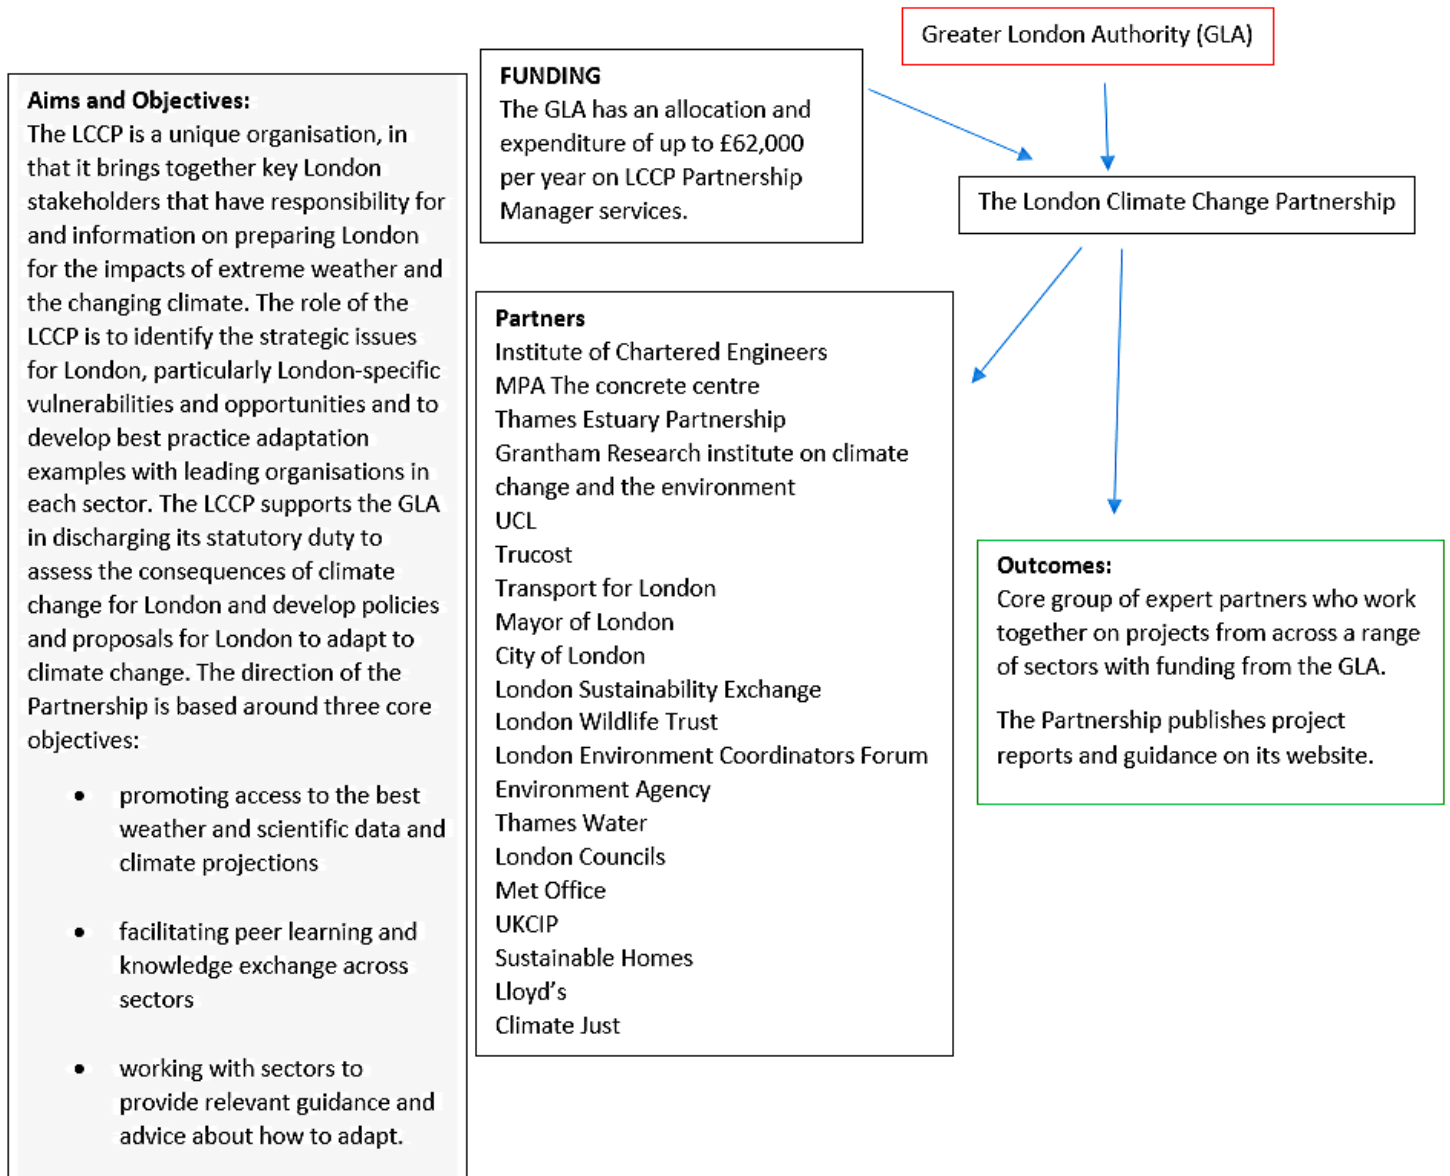 Greater London Authority (GLA)
FUNDING
The GLA has an allocation and
expenditure of up to £62,000
per year on LCCP Partnership
Manager services.
The London Climate Change Partnership
Aims and Objectives:
The LCCP is a unique organisation, in
that it brings together key London
stakeholders that have responsibility for
and information on preparing London
for the impacts of extreme weather and
the changing climate. The role of the
LCCP is to identify the strategic issues
for London, particularly London-specific
vulnerabilities and opportunities and to
develop best practice adaptation
examples with leading organisations in
each sector. The LCCP supports the GLA
in discharging its statutory duty to
assess the consequences of climate
change for London and develop policies
and proposals for London to adapt to
climate change. The direction of the
Partnership is based around three core
objectives:
• promoting access to the best
weather and scientific data and
climate projections
• facilitating peer learning and
knowledge exchange across
sectors
• working with sectors to
provide relevant guidance and
advice about how to adapt.
Partners
Institute of Chartered Engineers
MPA The concrete centre
Thames Estuary Partnership
Grantham Research institute on climate
change and the environment
UCL
Trucost
Transport for London
Mayor of London
City of London
London Sustainability Exchange
London Wildlife Trust
London Environment Coordinators Forum
Environment Agency
Thames Water
London Councils
Met Office
UKCIP
Sustainable Homes
Lloyd's
Climate Just
Outcomes:
Core group of expert partners who work
together on projects from across a range
of sectors with funding from the GLA.
The Partnership publishes project
reports and guidance on its website.